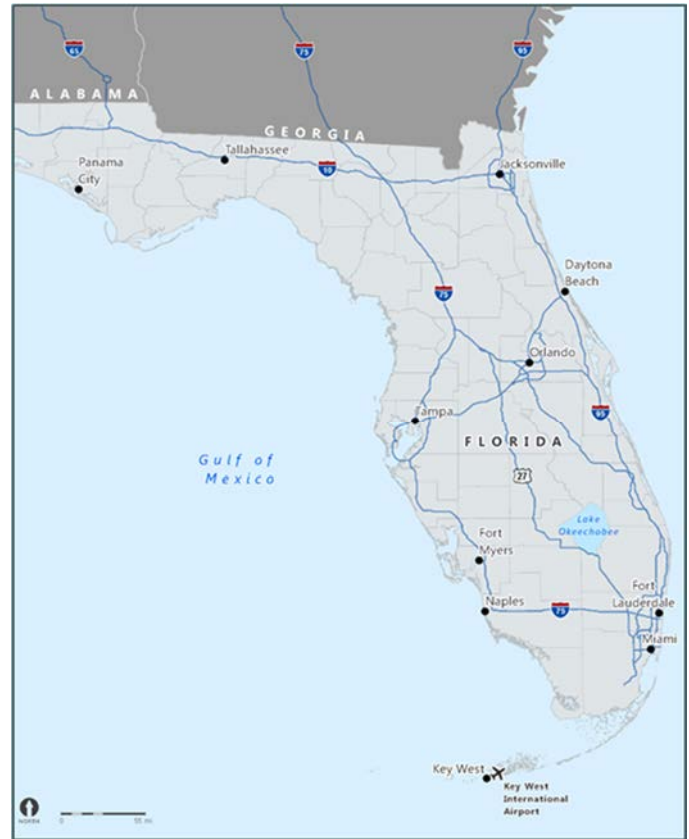 65
75
95
ALABAMA
GEORGIA
Panama
City
Tallahassee
10
Jacksonville
Daytona
Beach
75
Orlando
Tampa
95
FLORIDA
Gulf of
Mexico
27
Lake
Okeechobee
Fort
Myers
Fort
Lauderdale
Naples
75
Miami
Key West
Key West
International
Airport
NORTH
0
55 mi